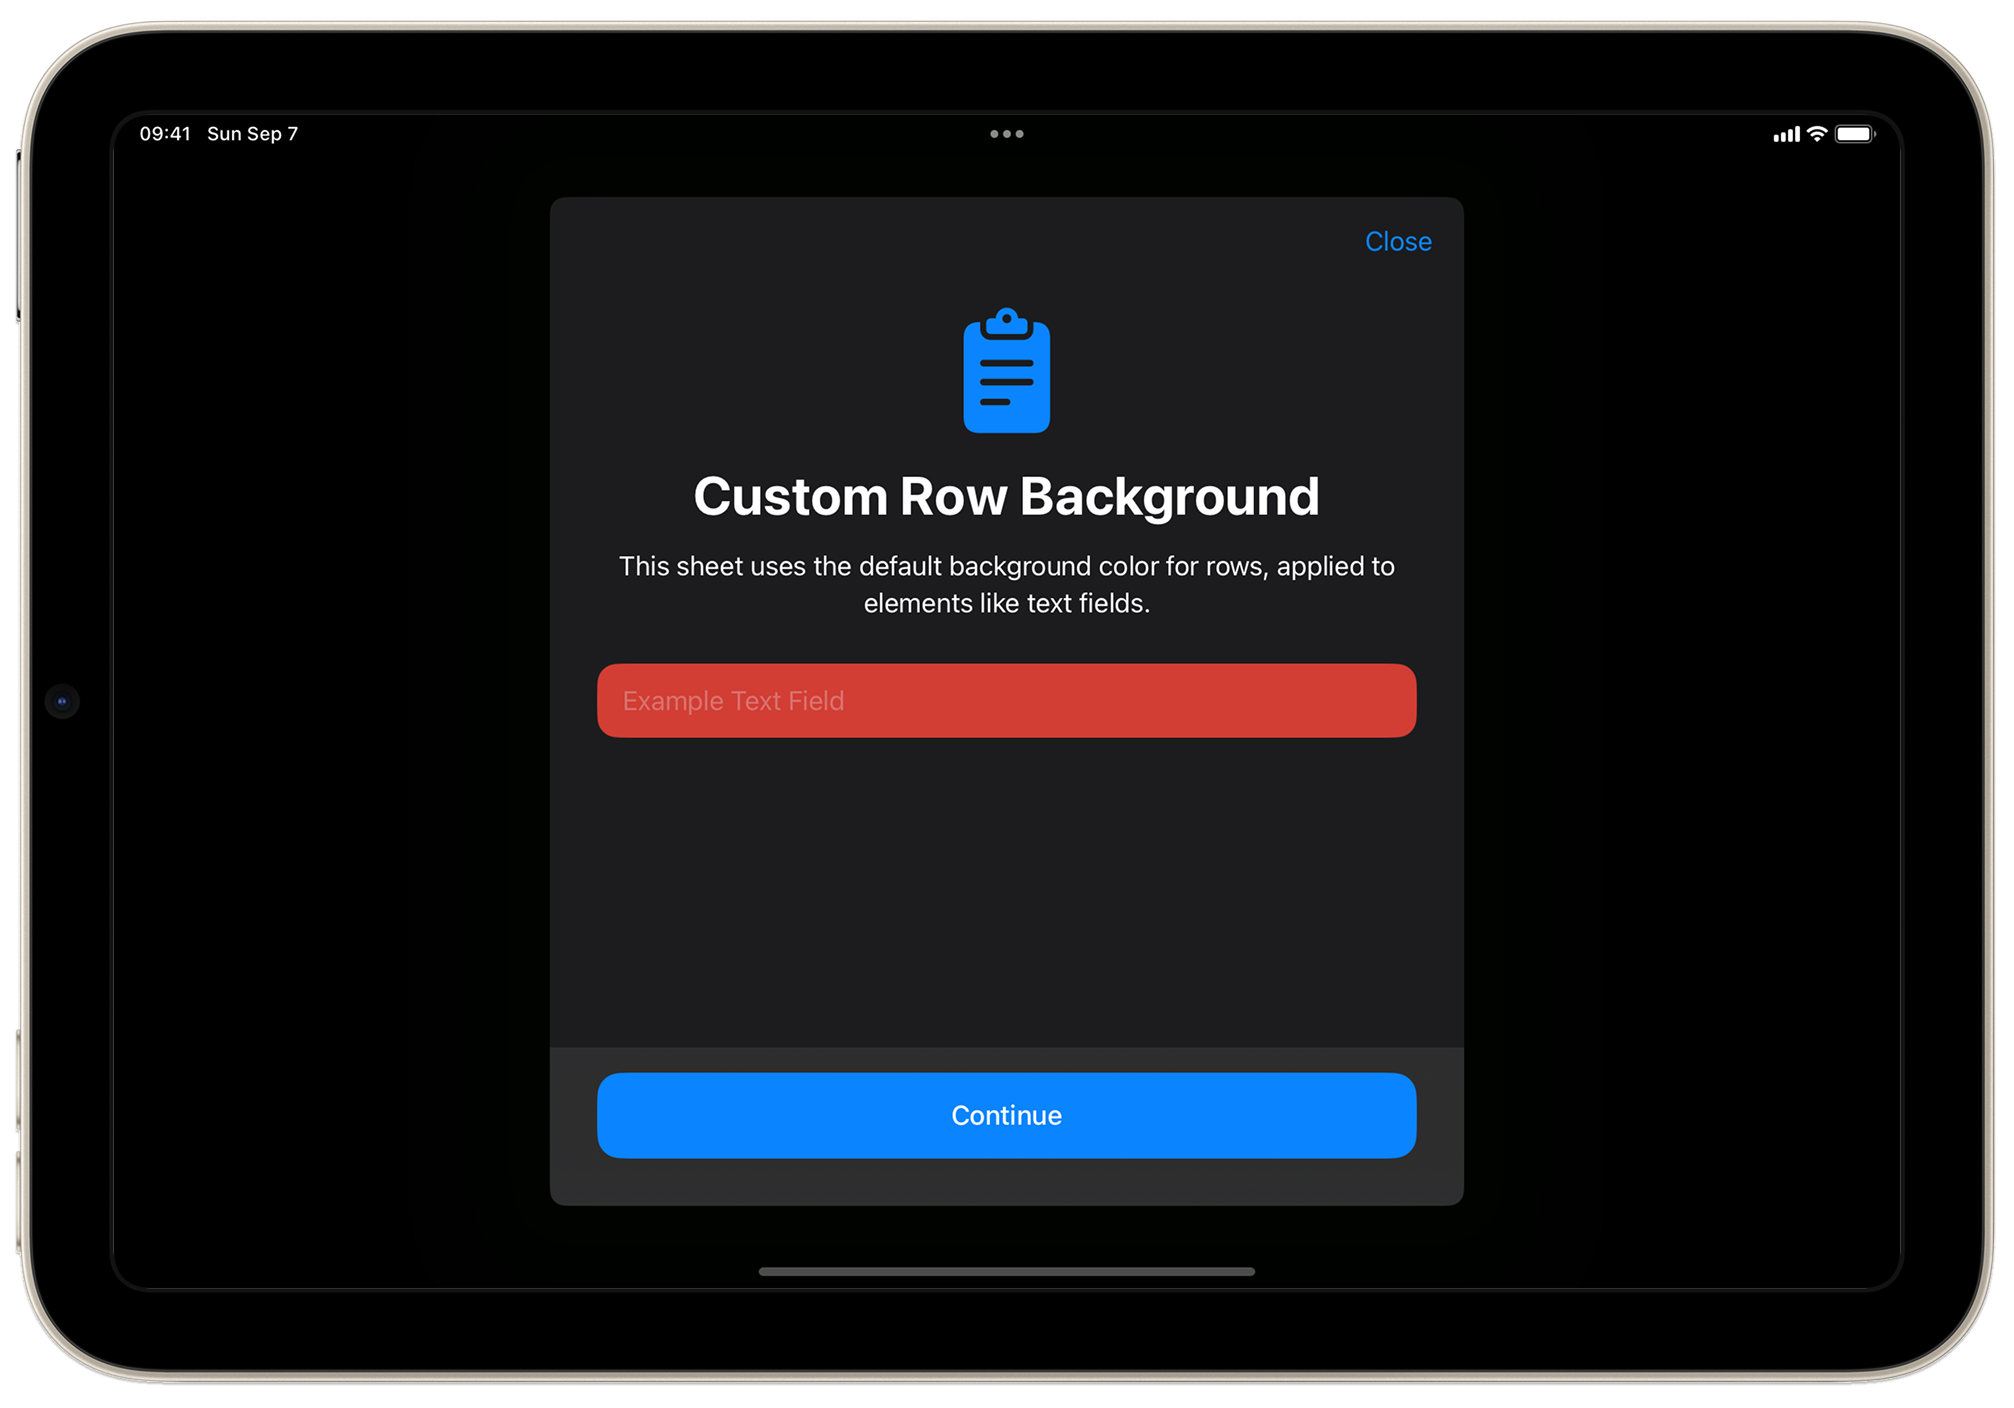 09:41 Sun Sep 7
Close
Custom Row Background
This sheet uses the default background color for rows, applied to
elements like text fields.
Example Text Field
Continue